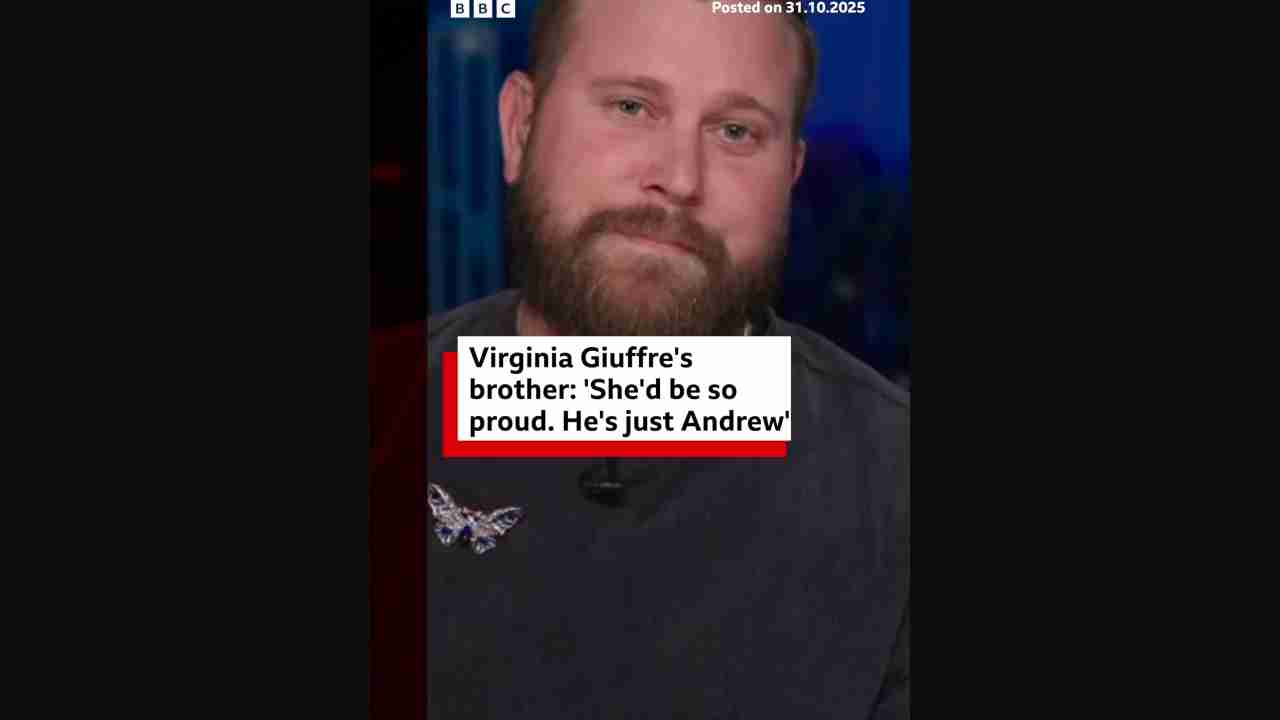 BBC
Posted on 31.10.2025
Virginia Giuffre's
brother: 'She'd be so
proud. He's just Andrew'